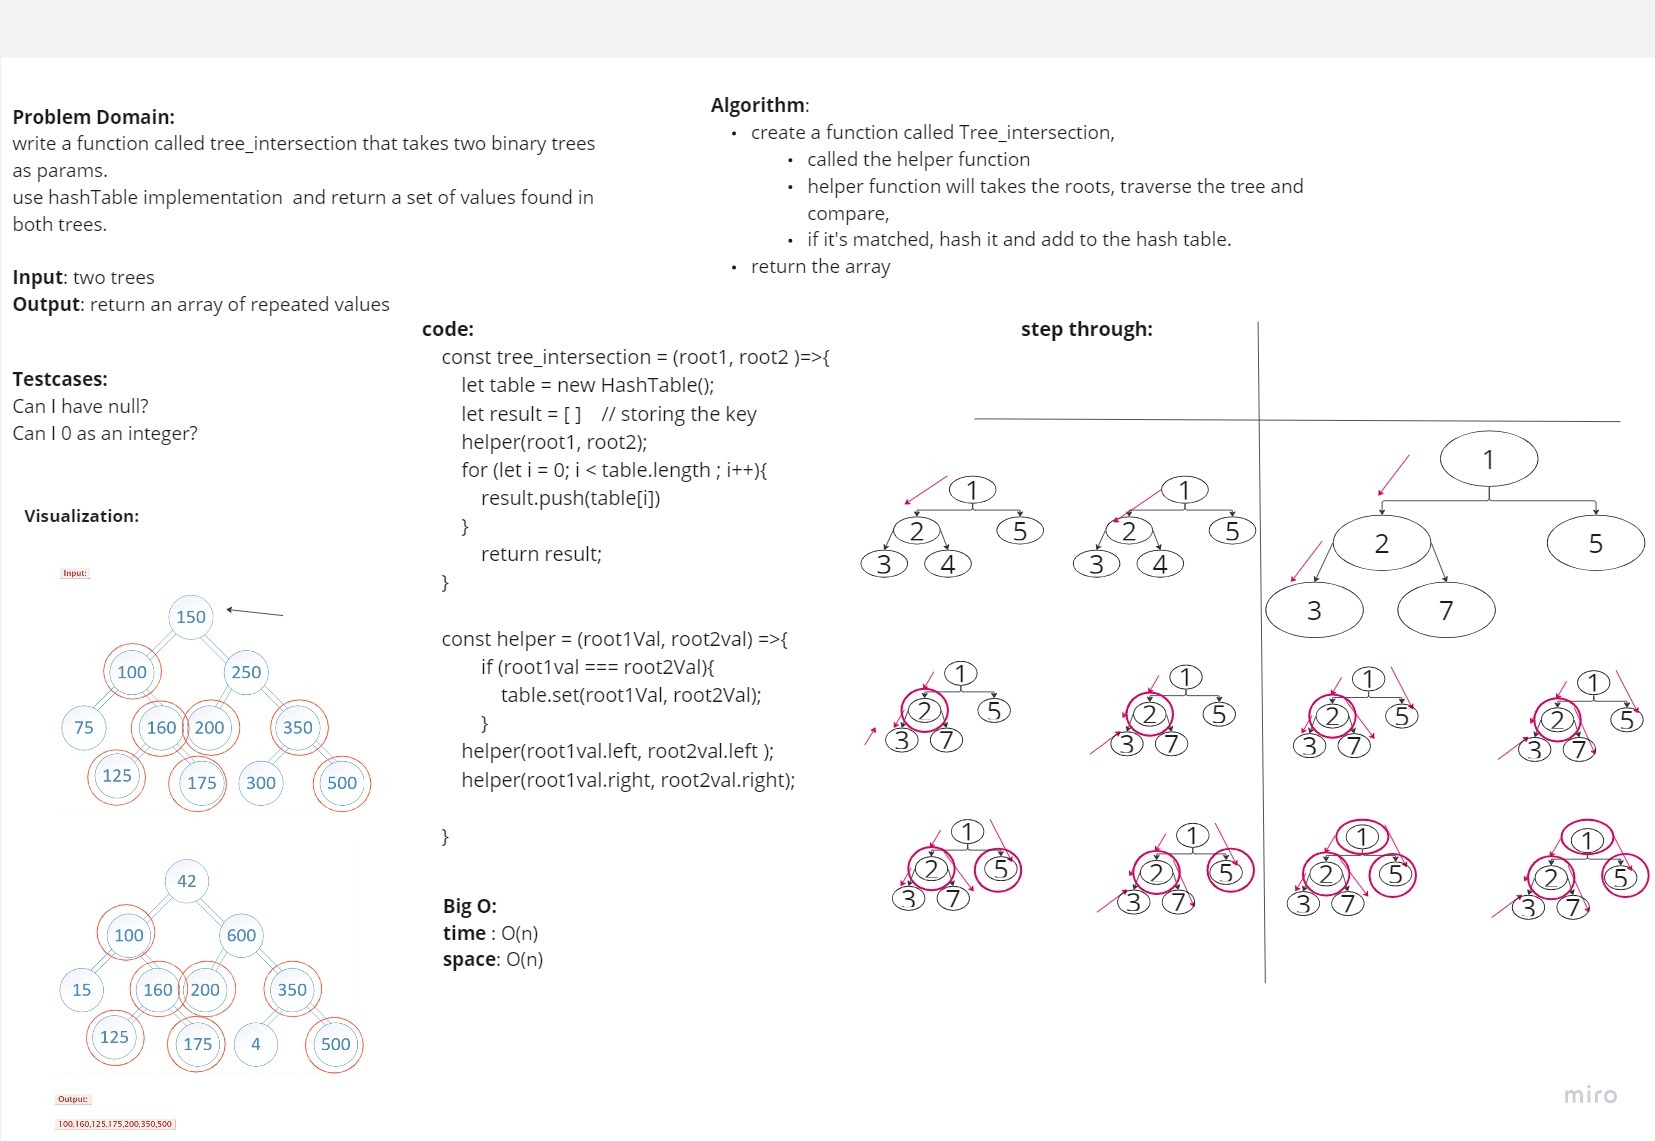 Problem Domain:
write a function called tree_intersection that takes two binary trees
as params.
use hashTable implementation  and return a set of values found in
both trees.
Input: two trees
Output: return an array of repeated values
Testcases:
Can I have null?
Can I 0 as an integer?
Visualization:
Input:
150
100
250
75
160
200
350
125
175
300
500
42
100
600
15
160
200
350
125
175
4
500
Output:
100,160,125,175,200,350,500
Algorithm:
• create a function called Tree_intersection,
• called the helper function
• helper function will takes the roots, traverse the tree and
compare,
• if it's matched, hash it and add to the hash table.
• return the array
code:
const tree_intersection = (root1, root2 )=>{
let table = new HashTable();
let result = [ ]    // storing the key
helper(root1, root2);
for (let i = 0; i < table.length ; i++){
result.push(table[i])
}
return result;
}
const helper = (root1Val, root2val) =>{
if (root1val === root2Val){
table.set(root1Val, root2Val);
}
helper(root1val.left, root2val.left );
helper(root1val.right, root2val.right);
}
Big O:
time : O(n)
space: O(n)
step through:
1
2
5
3
4
1
2
5
3
4
1
2
5
3
7
1
2
5
3
7
1
2
5
3
7
1
2
5
3
7
1
2
5
3
7
1
2
5
3
7
1
2
5
3
7
1
2
5
3
7
1
2
5
3
7
miro